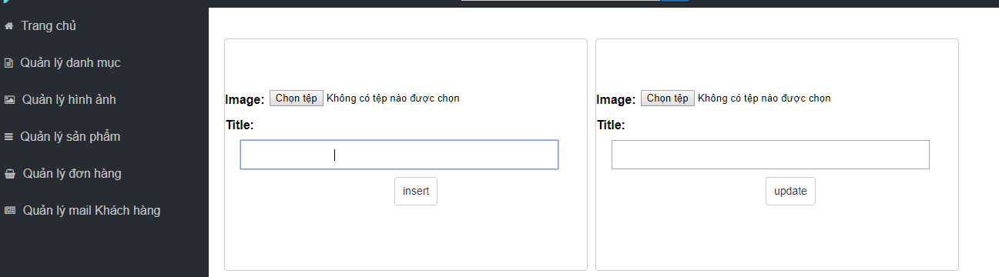 Trang chủ
Quản lý danh mục
Quản lý hình ảnh
Quản lý sản phẩm
Quản lý đơn hàng
Quản lý mail Khách hàng
Image: Chọn tệp Không có tệp nào được chọn
Title:
insert
Image: Chọn tệp Không có tệp nào được chọn
Title:
update